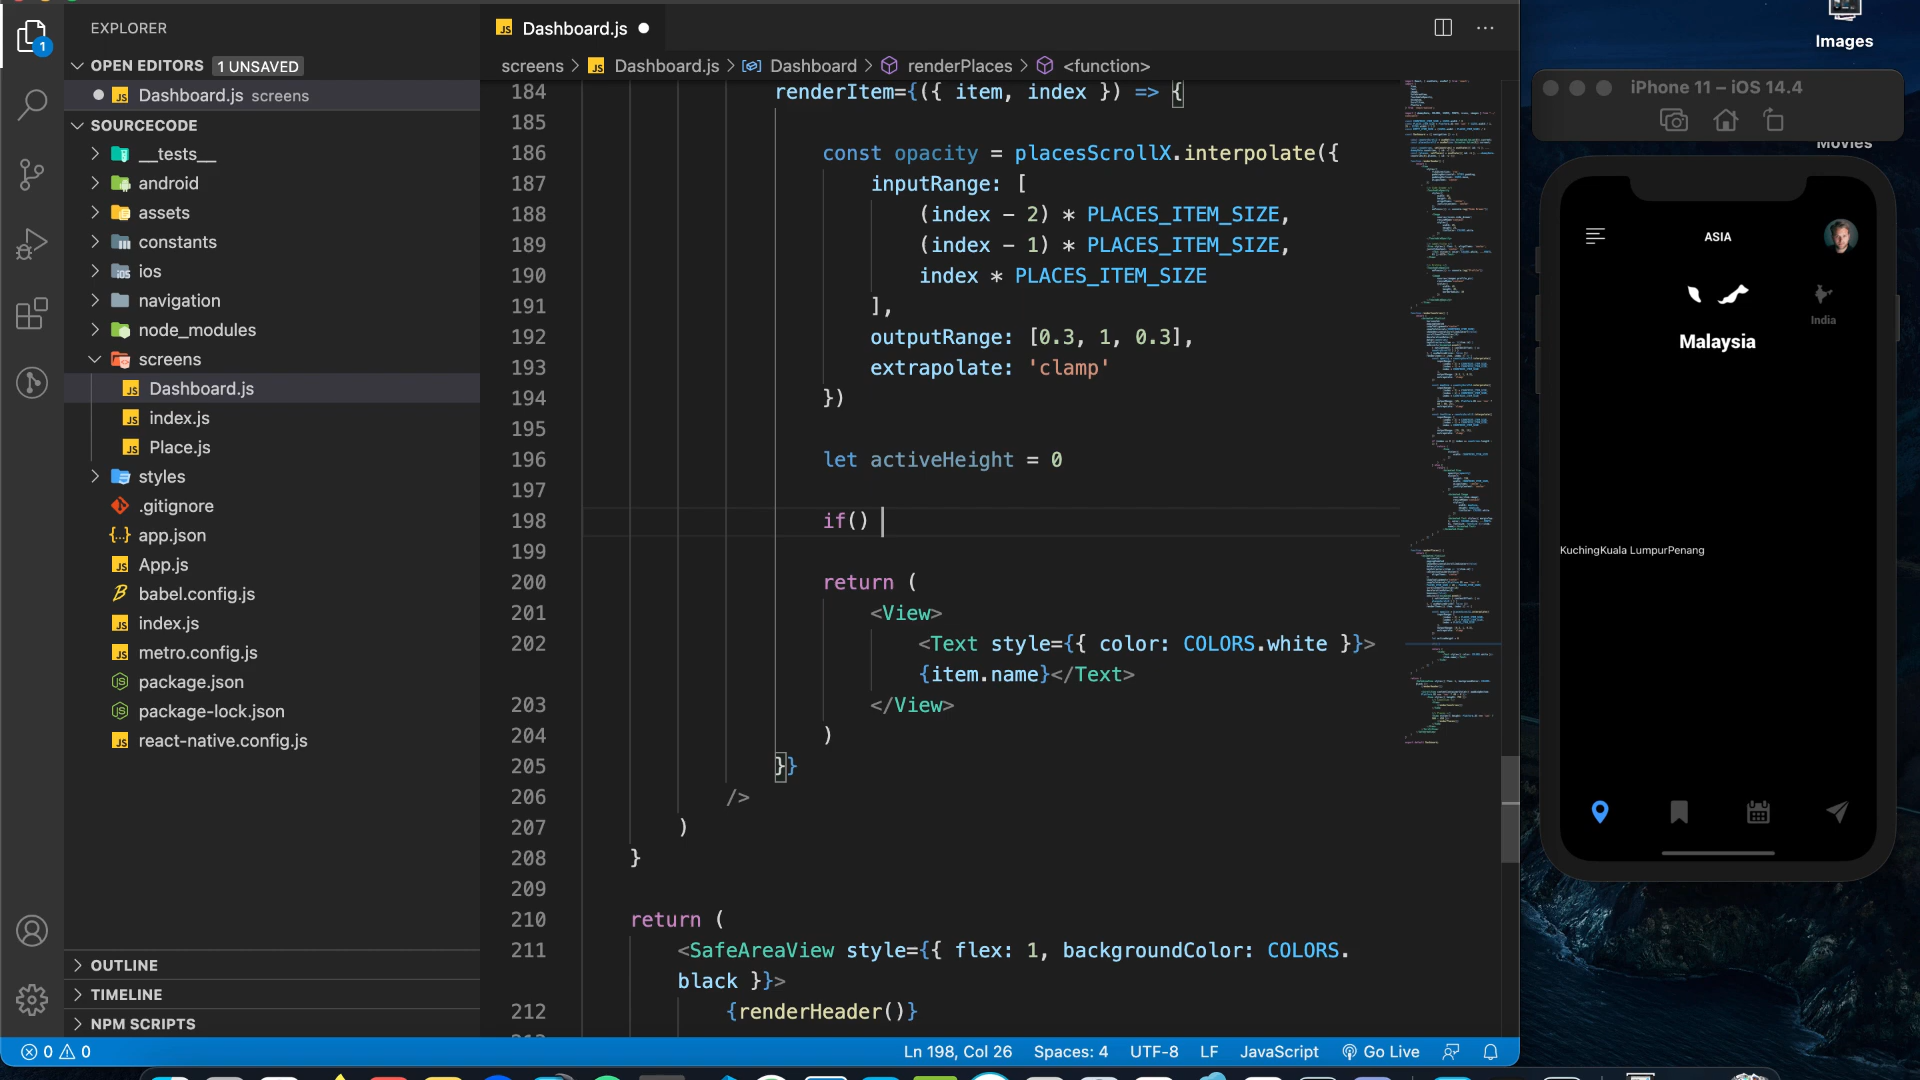 EXPLORER
OPEN EDITORS 1 UNSAVED
Dashboard.js screens
SOURCECODE
__tests__
android
assets
constants
ios
navigation
node_modules
screens
Dashboard.js
index.js
Place.js
styles
.gitignore
app.json
App.js
babel.config.js
index.js
metro.config.js
package.json
package-lock.json
react-native.config.js
OUTLINE
TIMELINE
NPM SCRIPTS
1
Dashboard.js
screens > Dashboard.js > Dashboard > renderPlaces > <function>
184 renderItem={({ item, index }) => {
185
186 const opacity = placesScrollX.interpolate({
187 inputRange: [
188 (index - 2) * PLACES_ITEM_SIZE,
189 (index - 1) * PLACES_ITEM_SIZE,
190 index * PLACES_ITEM_SIZE
191 ],
192 outputRange: [0.3, 1, 0.3],
193 extrapolate: 'clamp'
194 })
195
196 let activeHeight = 0
197
198 if()
199
200 return (
201 <View>
202 <Text style={{ color: COLORS.white }}>
{item.name}</Text>
203 </View>
204 )
205 }}
206 />
207 )
208 }
209
210 return (
211 <SafeAreaView style={{ flex: 1, backgroundColor: COLORS.
black }}>
212 {renderHeader()}
0 0
Ln 198, Col 26 Spaces: 4 UTF-8 LF JavaScript Go Live
Images
iPhone 11 – iOS 14.4
Movies
ASIA
India
Malaysia
KuchingKuala LumpurPenang